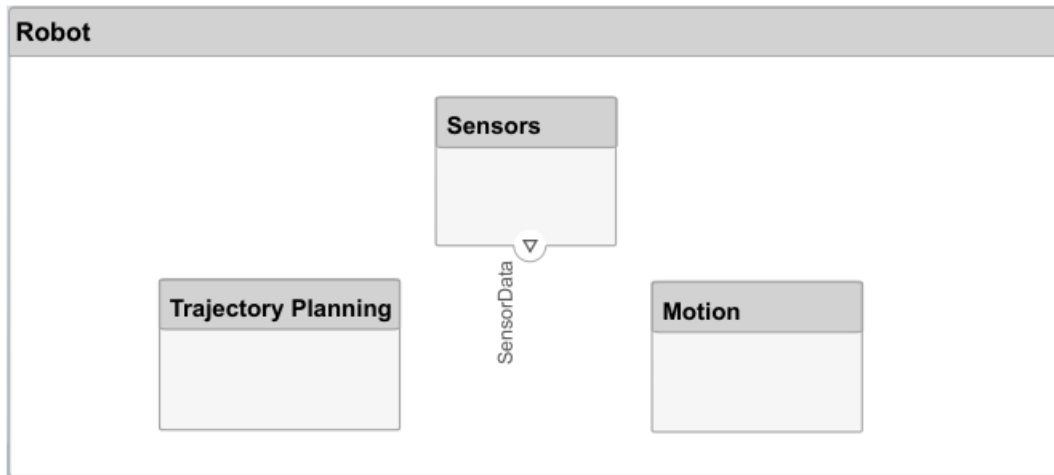 Robot
Sensors
SensorData
Trajectory Planning
Motion